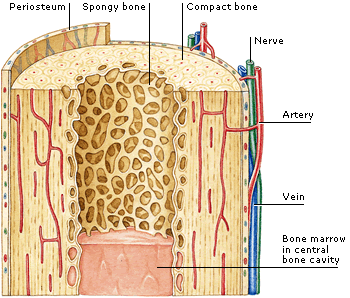 Periosteum
Spongy bone
Compact bone
Nerve
Artery
Vein
Bone marrow
in central
bone cavity